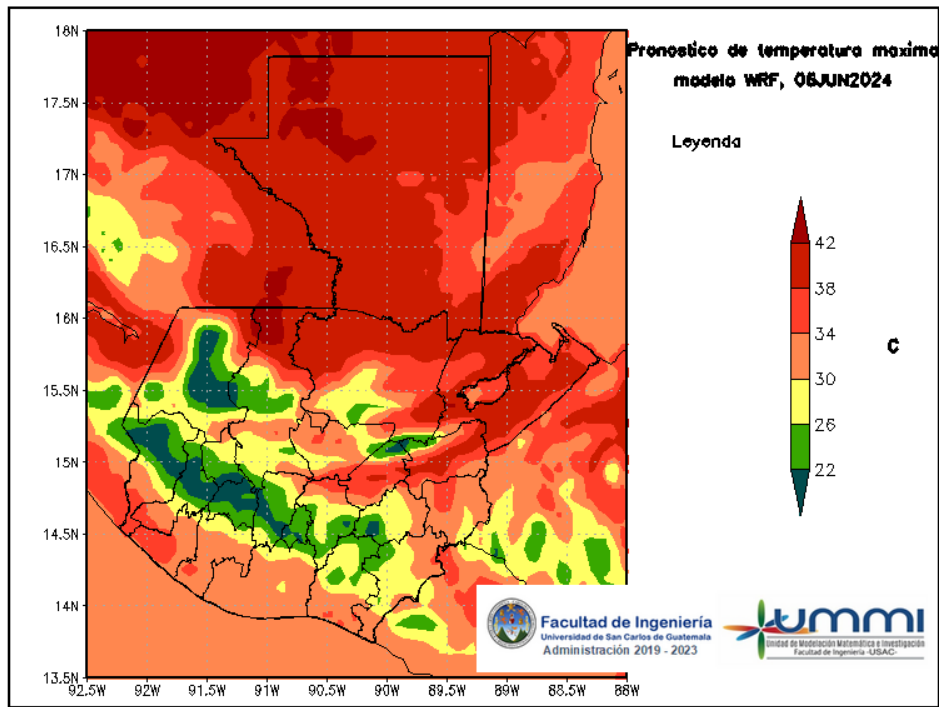 Pronostico de temperatura maxima
modelo WRF, 06JUN2024
Leyenda
42
38
34
30
26
22
C
18N
17.5N
17N
16.5N
16N
15.5N
15N
14.5N
14N
13.5N
92.5W
92W
91.5W
91W
90.5W
90W
89.5W
89W
88.5W
88W
Facultad de Ingeniería
Universidad de San Carlos de Guatemala
Administración 2019 - 2023
UMMI
Unidad de Modelación Matemática e Investigación
Facultad de Ingeniería -USAC-